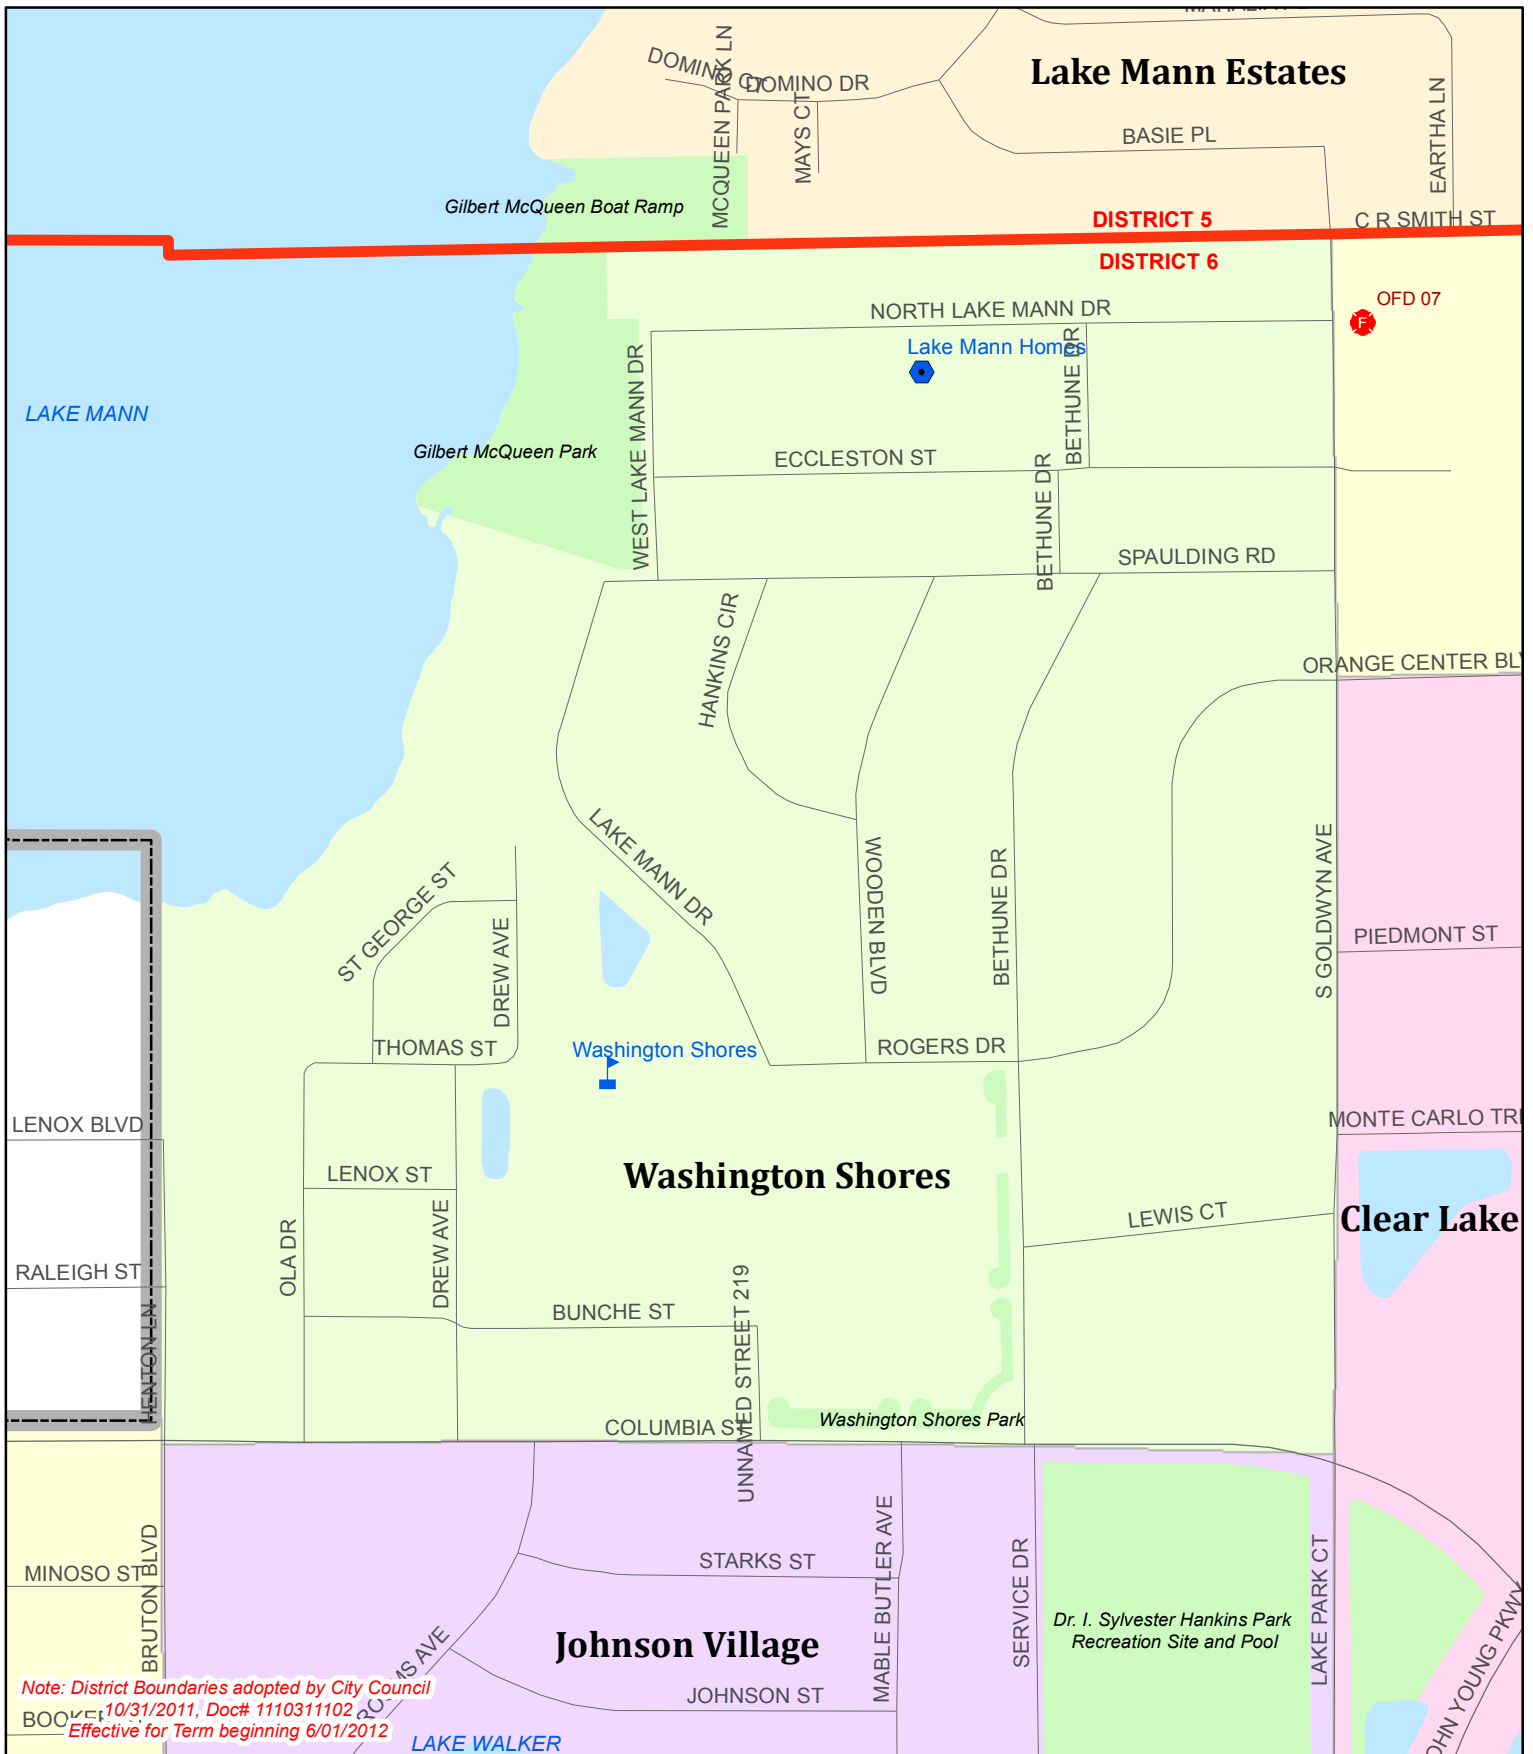 DOMINO CT
DOMINO DR
MCQUEEN PARK LN
MAYS CT
Lake Mann Estates
BASIE PL
EARTHA LN
Gilbert McQueen Boat Ramp
DISTRICT 5
C R SMITH ST
DISTRICT 6
OFD 07
F
NORTH LAKE MANN DR
Lake Mann Homes
BETHUNE DR
WEST LAKE MANN DR
LAKE MANN
Gilbert McQueen Park
ECCLESTON ST
BETHUNE DR
SPAULDING RD
HANKINS CIR
ORANGE CENTER BLV
LAKE MANN DR
WOODEN BLVD
BETHUNE DR
S GOLDWYN AVE
ST GEORGE ST
DREW AVE
PIEDMONT ST
THOMAS ST
Washington Shores
ROGERS DR
LENOX BLVD
MONTE CARLO TR
LENOX ST
Washington Shores
Clear Lake
LEWIS CT
OLA DR
DREW AVE
RALEIGH ST
HENTON LN
BUNCHE ST
UNNAMED STREET 219
COLUMBIA ST
Washington Shores Park
MINOSO ST
BRUTON BLVD
STARKS ST
MABLE BUTLER AVE
SERVICE DR
Dr. I. Sylvester Hankins Park
Recreation Site and Pool
LAKE PARK CT
OHN YOUNG PKWY
Johnson Village
JOHNSON ST
Note: District Boundaries adopted by City Council
10/31/2011, Doc# 1110311102
Effective for Term beginning 6/01/2012
LAKE WALKER